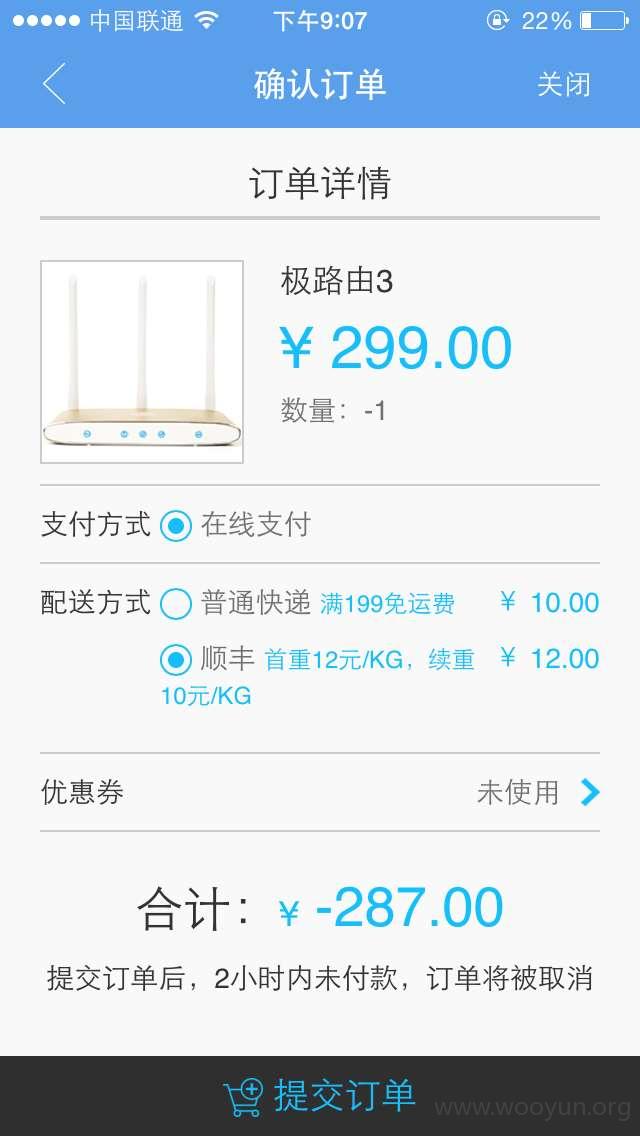 中国联通 下午9:07 22%
确认订单 关闭
订单详情
极路由3
¥ 299.00
数量：-1
支付方式 在线支付
配送方式 普通快递 满199免运费 ¥ 10.00
顺丰 首重12元/KG，续重 ¥ 12.00
10元/KG
优惠券 未使用
合计：¥ -287.00
提交订单后，2小时内未付款，订单将被取消
提交订单
www.wooyun.org